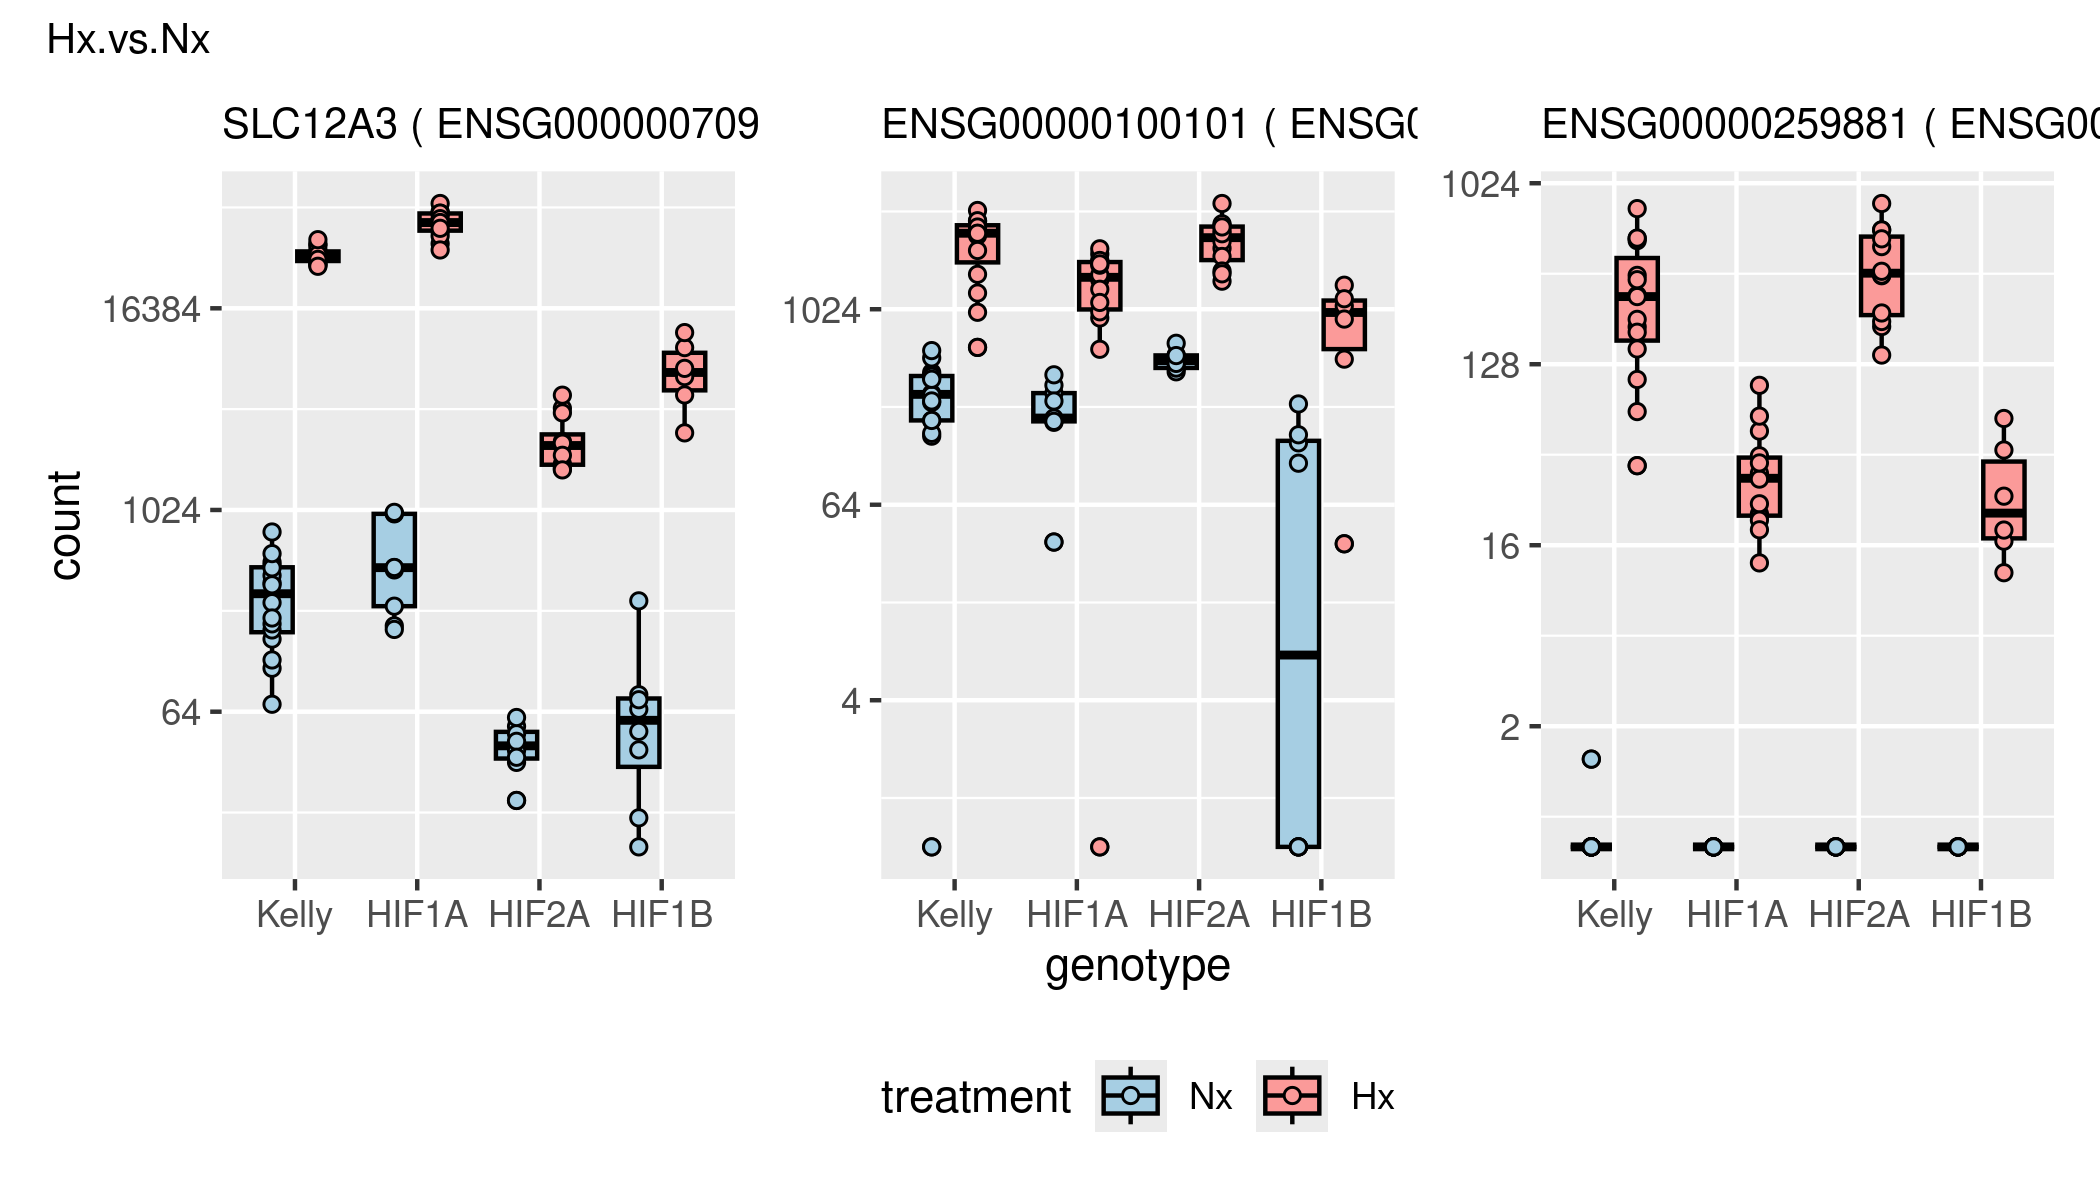 Hx.vs.Nx
SLC12A3 ( ENSG000000709
ENSG00000100101 ( ENSG0
ENSG00000259881 ( ENSG00
count
16384
1024
64
1024
64
4
1024
128
16
2
Kelly HIF1A HIF2A HIF1B
Kelly HIF1A HIF2A HIF1B
Kelly HIF1A HIF2A HIF1B
genotype
treatment Nx Hx